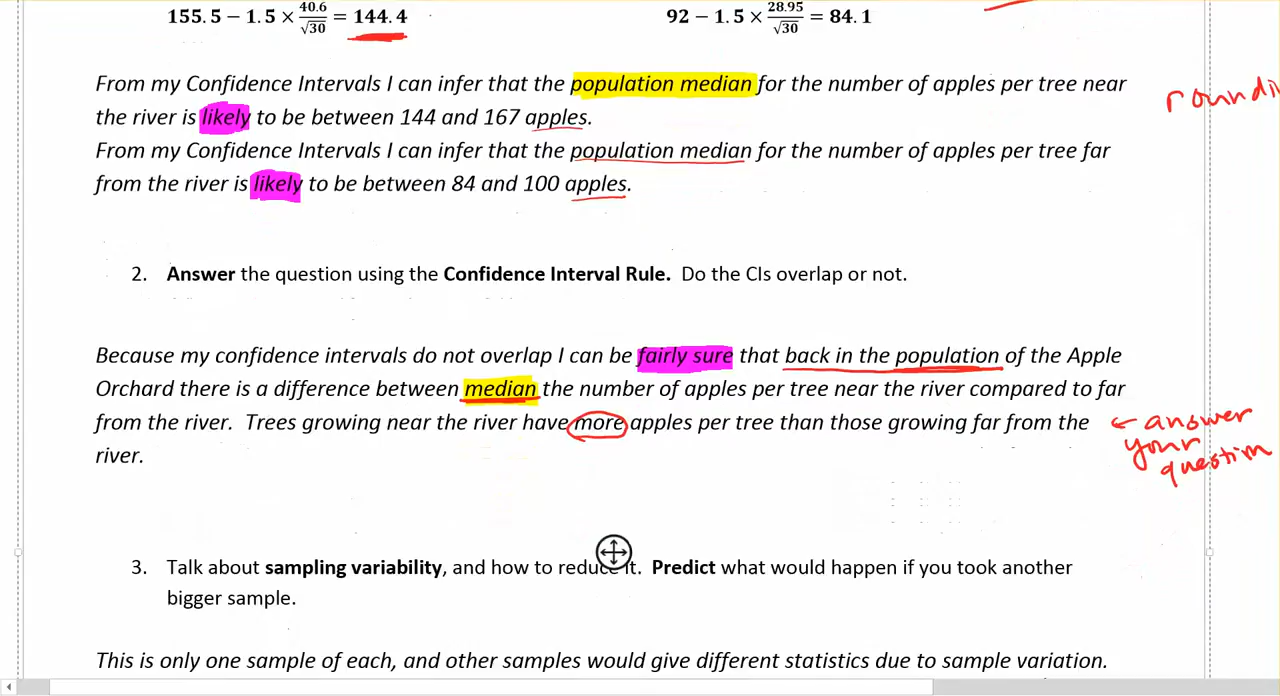 155.5 − 1.5 × 40.6/√30 = 144.4
92 − 1.5 × 28.95/√30 = 84.1
From my Confidence Intervals I can infer that the population median for the number of apples per tree near
the river is likely to be between 144 and 167 apples.
From my Confidence Intervals I can infer that the population median for the number of apples per tree far
from the river is likely to be between 84 and 100 apples.
2. Answer the question using the Confidence Interval Rule. Do the CIs overlap or not.
Because my confidence intervals do not overlap I can be fairly sure that back in the population of the Apple
Orchard there is a difference between median the number of apples per tree near the river compared to far
from the river. Trees growing near the river have more apples per tree than those growing far from the
river.
← answer
your
question
3. Talk about sampling variability, and how to reduce it. Predict what would happen if you took another
bigger sample.
This is only one sample of each, and other samples would give different statistics due to sample variation.